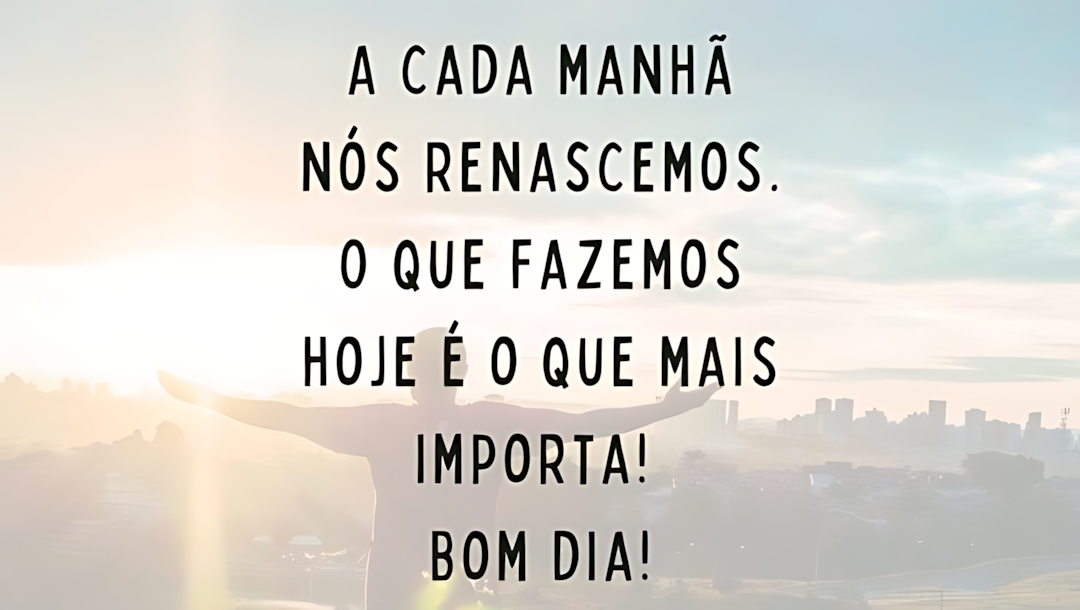 A CADA MANHÃ
NÓS RENASCEMOS.
O QUE FAZEMOS
HOJE É O QUE MAIS
IMPORTA!
BOM DIA!